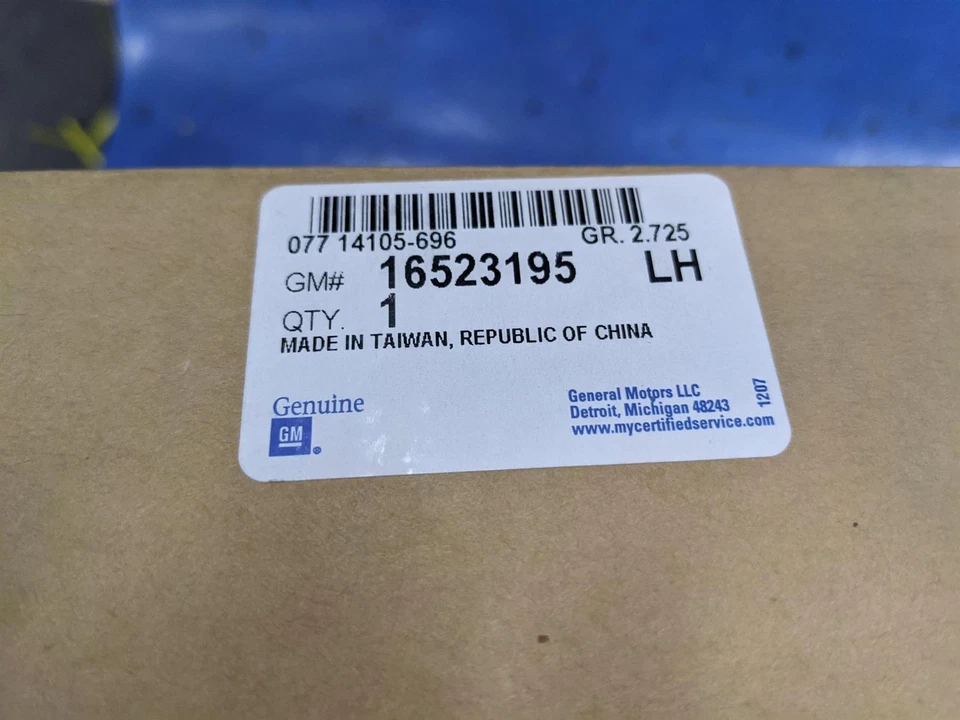 077 14105-696 GR. 2.725
GM# 16523195 LH
QTY. 1
MADE IN TAIWAN, REPUBLIC OF CHINA
Genuine
GM
®
General Motors LLC
Detroit, Michigan 48243
www.mycertifiedservice.com
1207